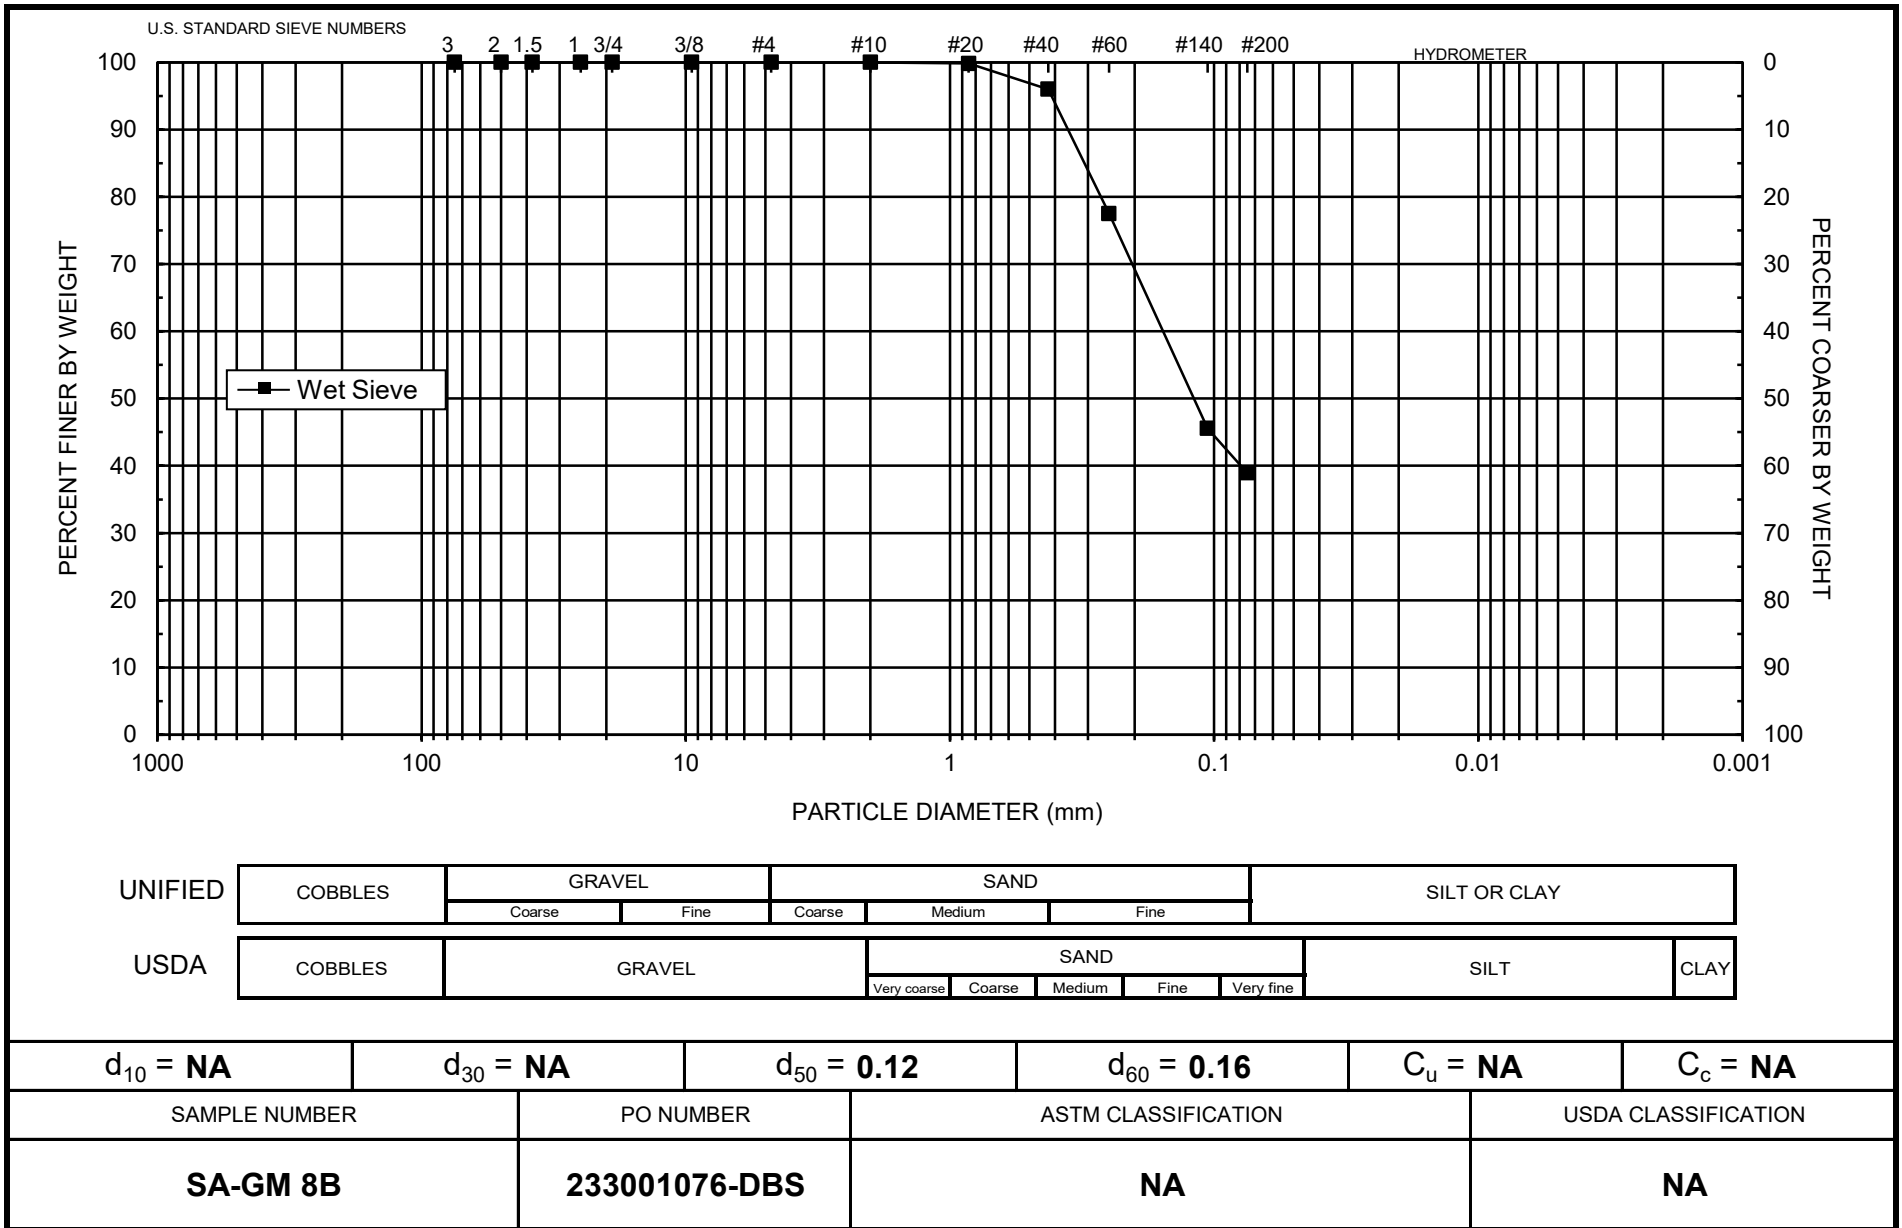 U.S. STANDARD SIEVE NUMBERS
3 2 1.5 1 3/4 3/8 #4 #10 #20 #40 #60 #140 #200
HYDROMETER
100 0
90 10
80 20
70 30
60 40
50 50
40 60
30 70
20 80
10 90
0 100
PERCENT FINER BY WEIGHT
PERCENT COARSER BY WEIGHT
Wet Sieve
1000 100 10 1 0.1 0.01 0.001
PARTICLE DIAMETER (mm)
UNIFIED
COBBLES GRAVEL SAND SILT OR CLAY
Coarse Fine Coarse Medium Fine
USDA
COBBLES GRAVEL SAND SILT CLAY
Very coarse Coarse Medium Fine Very fine
d10 = NA d30 = NA d50 = 0.12 d60 = 0.16 Cu = NA Cc = NA
SAMPLE NUMBER PO NUMBER ASTM CLASSIFICATION USDA CLASSIFICATION
SA-GM 8B 233001076-DBS NA NA